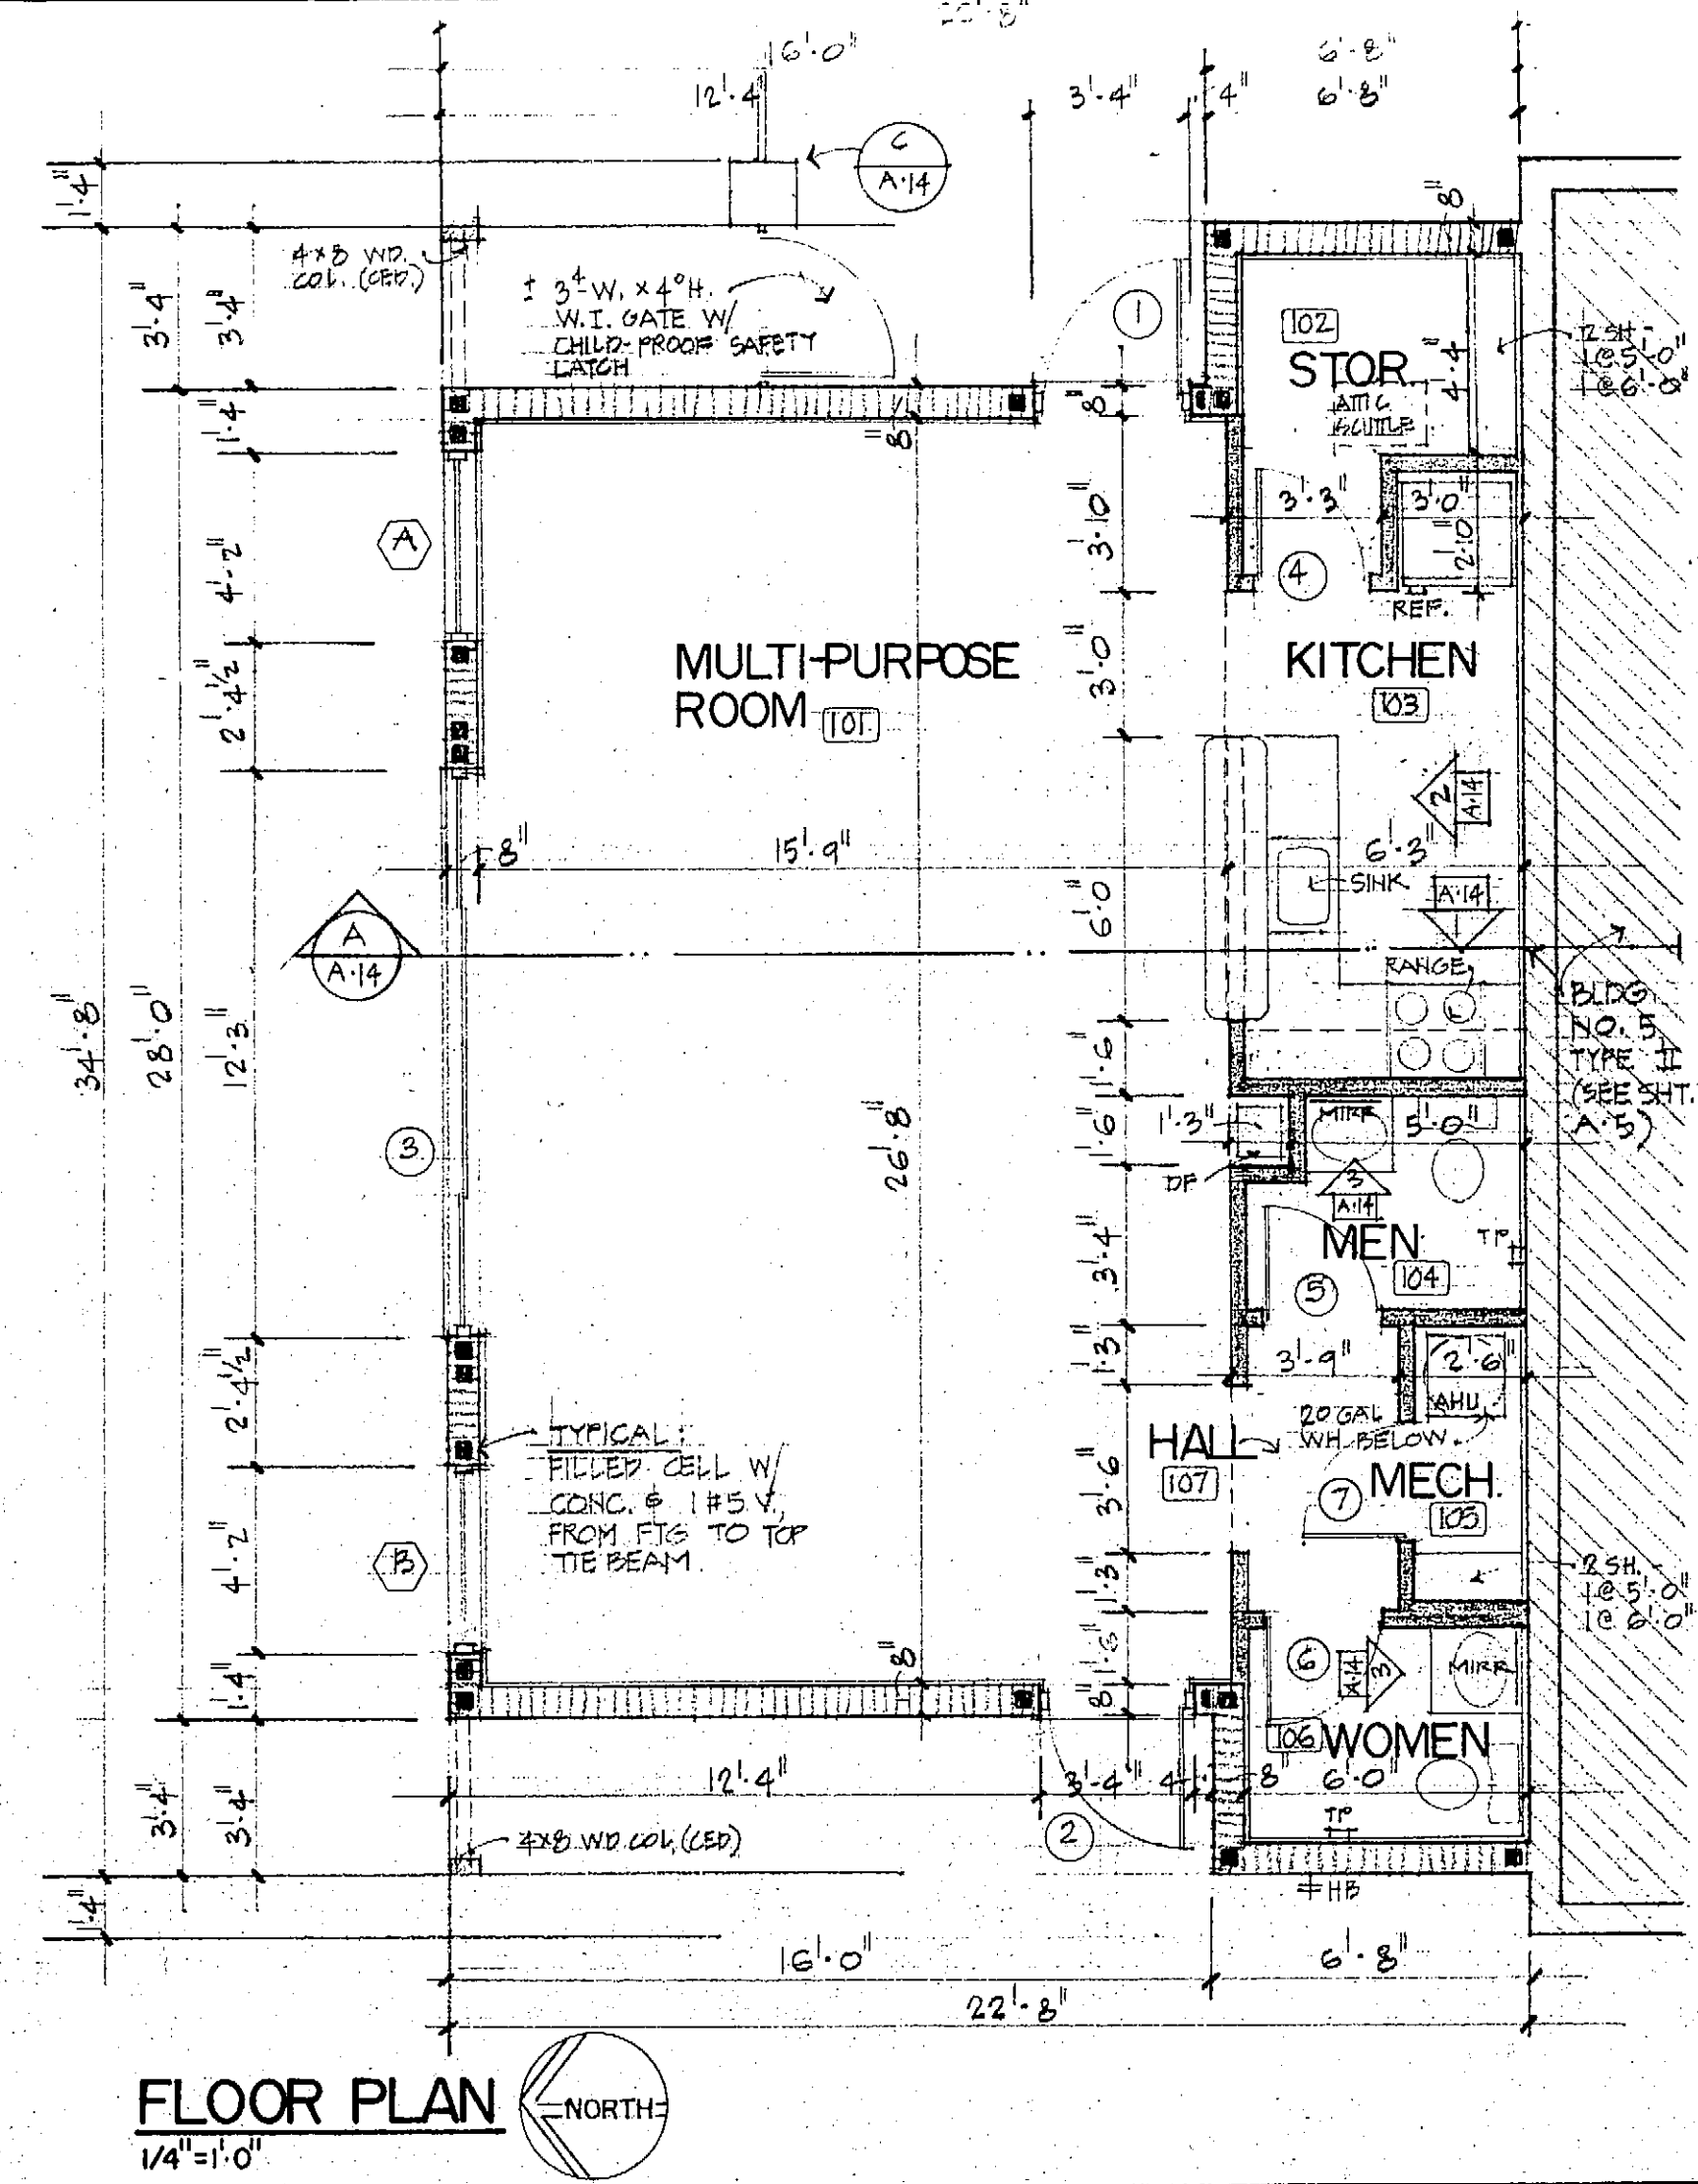 16'-0"
6'-8"
12'-4"
3'-4"
4"
6'-8"
C
A·14
1'-4"
8"
4x8 WD.
COL. (CED.)
± 3⁴ W. x 4⁰ H.
W.I. GATE W/
CHILD-PROOF SAFETY
LATCH
1
102
STOR.
ATTIC
SCUTTLE
4'-4"
2 SH.
1@5'-0"
1@6'-0"
3'-4"
3'-4"
1'-4"
8"
8"
A
4'-2"
3'-10"
3'-3"
3'-0"
2'-10"
4
REF.
2'-4½"
MULTI-PURPOSE
ROOM 101
3'-0"
KITCHEN
103
2
A·14
8"
15'-9"
6'-3"
SINK
A·14
6'-0"
A
A·14
RANGE
BLDG
NO. 5
TYPE II
(SEE SHT.
A·5)
34'-8"
28'-0"
12'-3"
1'-6"
3
26'-8"
1'-6"
1'-3"
MIRR
5'-0"
DF
3
A·14
MEN
104
TP
3'-4"
5
1'-3"
3'-9"
2'-6"
AHU
2'-4½"
TYPICAL:
FILLED CELL W/
CONC. & 1 #5 V.,
FROM FTG TO TOP
TIE BEAM.
HALL
107
20 GAL
WH BELOW.
MECH.
105
7
3'-6"
B
4'-2"
1'-3"
2 SH.
1@5'-0"
1@6'-0"
1'-4"
8"
1'-6"
8"
6
A·14
3
MIRR
106 WOMEN
3'-4"
3'-4"
12'-4"
3'-4"
4"
8"
6'-0"
TP
2
4x8 WD COL. (CED)
HB
1'-4"
16'-0"
6'-8"
22'-8"
FLOOR PLAN
NORTH
1/4"=1'-0"